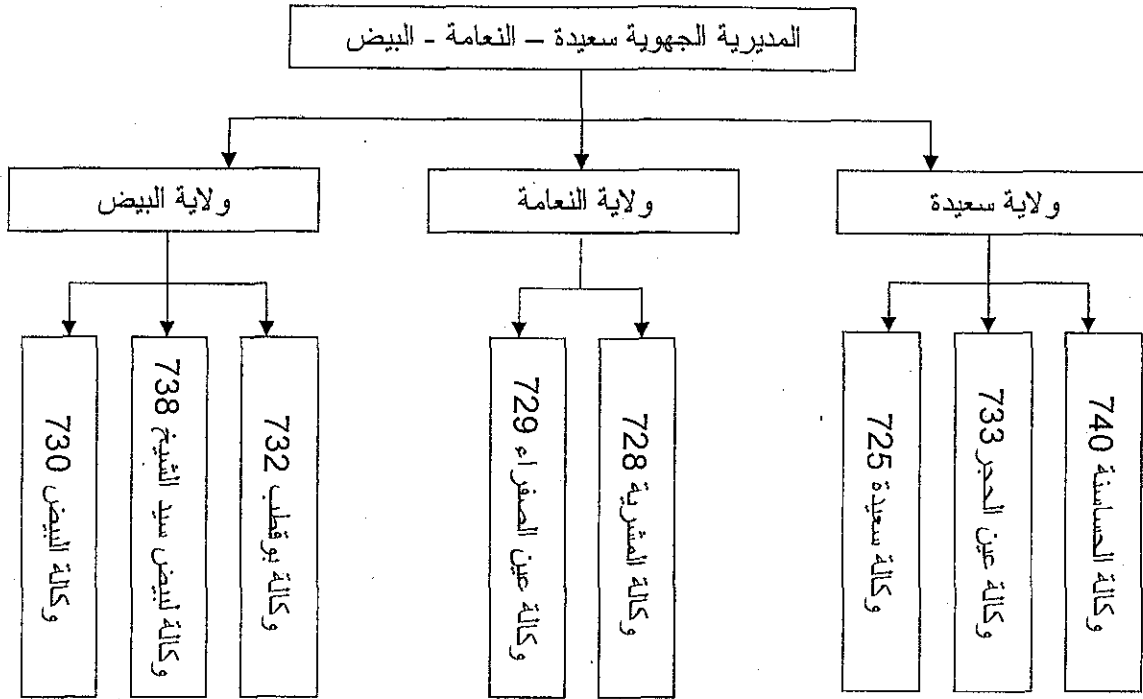 المديرية الجهوية سعيدة – النعامة - البيض
ولاية سعيدة
ولاية النعامة
ولاية البيض
وكالة الحساسنة 740
وكالة عين الحجر 733
وكالة سعيدة 725
وكالة المشرية 728
وكالة عين الصفراء 729
وكالة بوقطب 732
وكالة لبيض سيد الشيخ 738
وكالة البيض 730